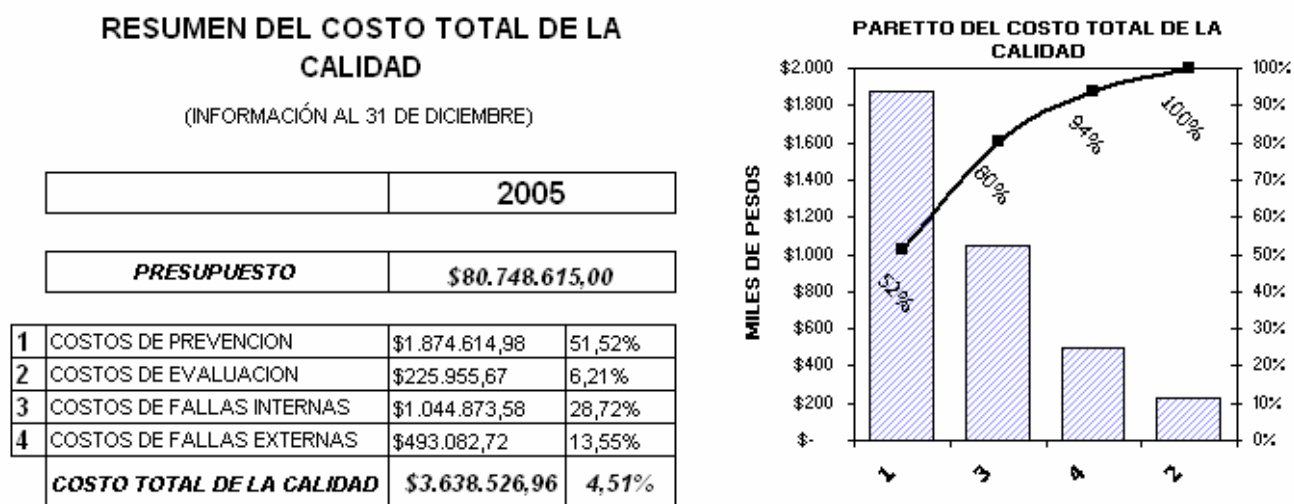 RESUMEN DEL COSTO TOTAL DE LA
CALIDAD
(INFORMACIÓN AL 31 DE DICIEMBRE)
2005
PRESUPUESTO $80.748.615,00
1 COSTOS DE PREVENCION $1.874.614,98 51,52%
2 COSTOS DE EVALUACION $225.955,67 6,21%
3 COSTOS DE FALLAS INTERNAS $1.044.873,58 28,72%
4 COSTOS DE FALLAS EXTERNAS $493.082,72 13,55%
COSTO TOTAL DE LA CALIDAD $3.638.526,96 4,51%
PARETTO DEL COSTO TOTAL DE LA
CALIDAD
MILES DE PESOS
$2.000
$1.800
$1.600
$1.400
$1.200
$1.000
$800
$600
$400
$200
$-
52%
80%
94%
100%
100%
90%
80%
70%
60%
50%
40%
30%
20%
10%
0%
1 3 4 2